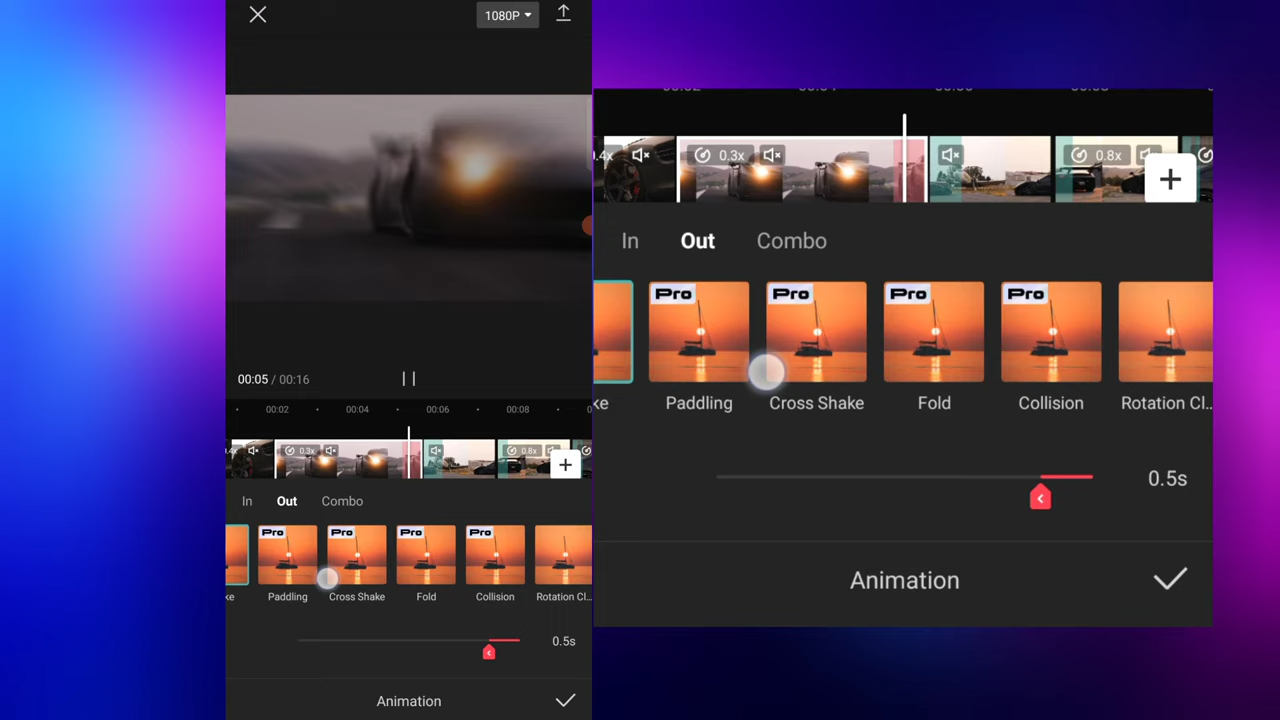 1080P
00:05 / 00:16
00:02 00:04 00:06 00:08
0.3x 0.8x
In Out Combo
Pro Pro Pro Pro
ke Paddling Cross Shake Fold Collision Rotation Cl...
0.5s
Animation
.4x 0.3x 0.8x
In Out Combo
Pro Pro Pro Pro
ke Paddling Cross Shake Fold Collision Rotation Cl...
0.5s
Animation